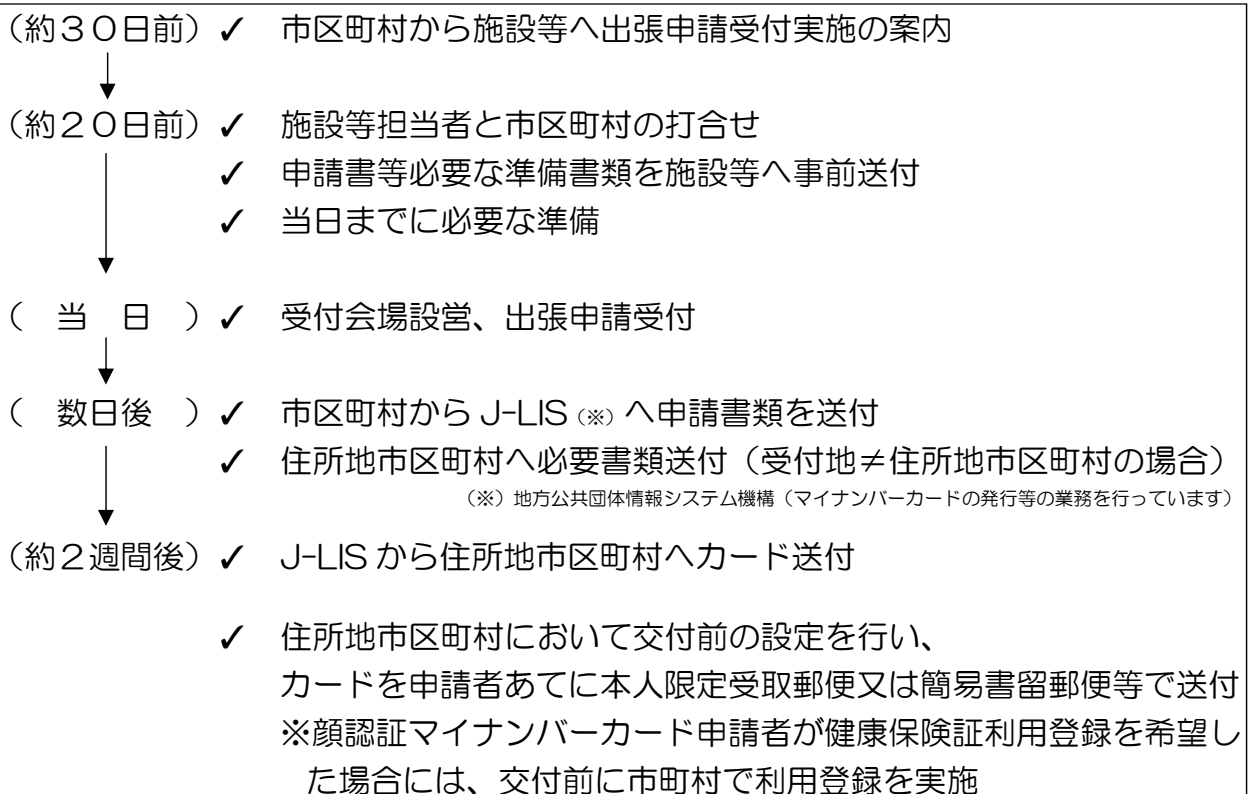 (約30日前) ✓ 市区町村から施設等へ出張申請受付実施の案内
(約20日前) ✓ 施設等担当者と市区町村の打合せ
✓ 申請書等必要な準備書類を施設等へ事前送付
✓ 当日までに必要な準備
( 当 日 ) ✓ 受付会場設営、出張申請受付
( 数日後 ) ✓ 市区町村から J-LIS (※) へ申請書類を送付
✓ 住所地市区町村へ必要書類送付(受付地≠住所地市区町村の場合)
(※)地方公共団体情報システム機構(マイナンバーカードの発行等の業務を行っています)
(約2週間後) ✓ J-LIS から住所地市区町村へカード送付
✓ 住所地市区町村において交付前の設定を行い、
カードを申請者あてに本人限定受取郵便又は簡易書留郵便等で送付
※顔認証マイナンバーカード申請者が健康保険証利用登録を希望し
た場合には、交付前に市町村で利用登録を実施